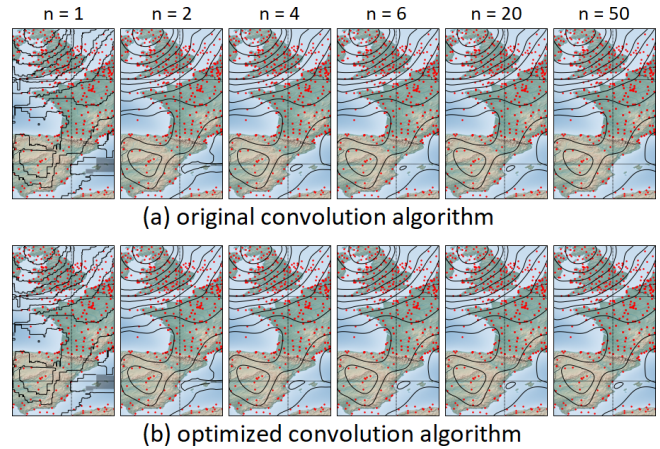 n = 1 n = 2 n = 4 n = 6 n = 20 n = 50
(a) original convolution algorithm
(b) optimized convolution algorithm